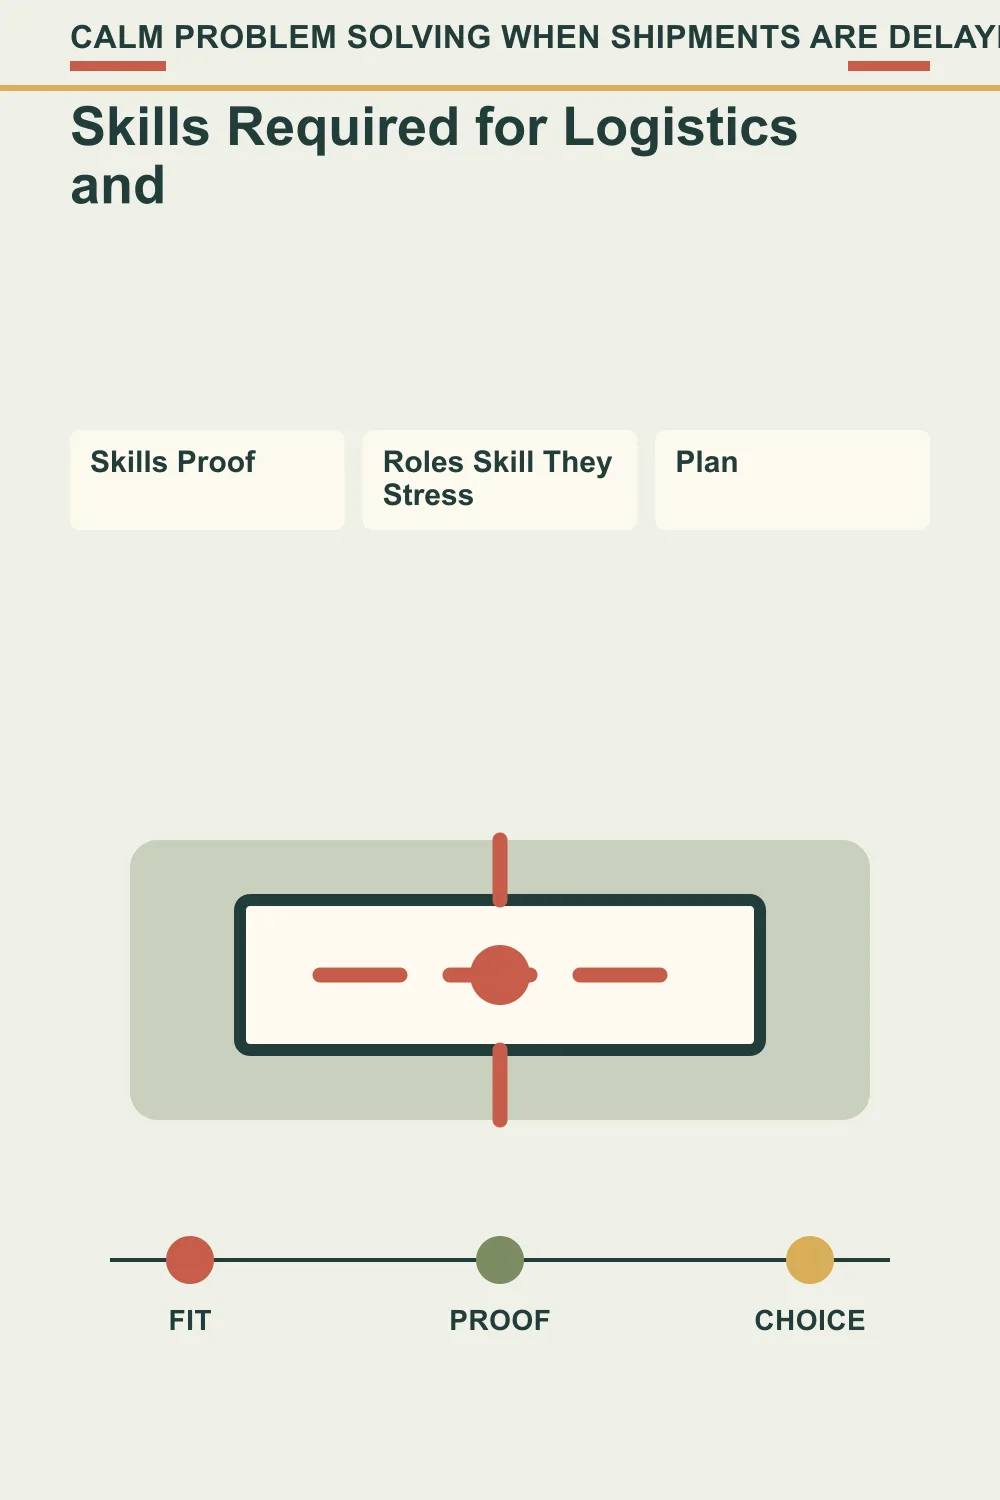 CALM PROBLEM SOLVING WHEN SHIPMENTS ARE DELAY
Skills Required for Logistics
and
Skills Proof
Roles Skill They
Stress
Plan
FIT
PROOF
CHOICE